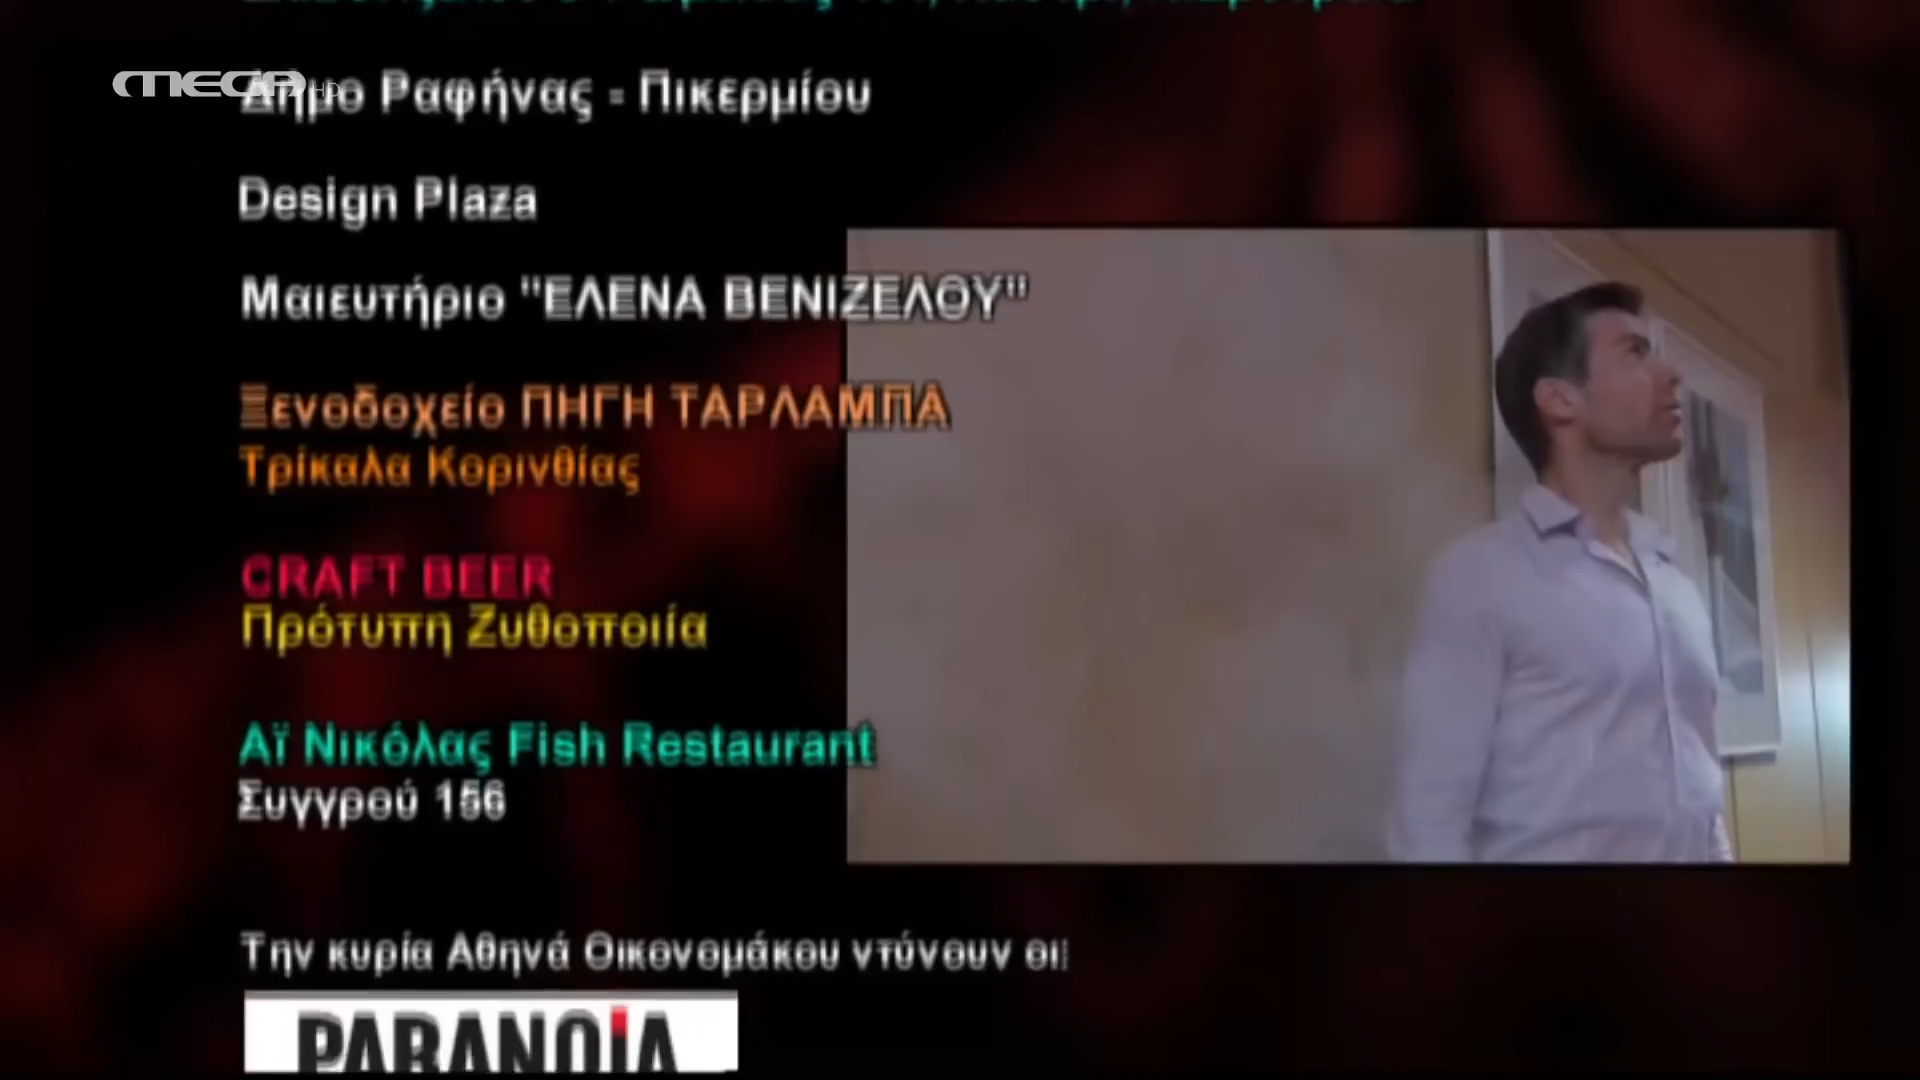 MEGA HD
Δήμο Ραφήνας - Πικερμίου
Design Plaza
Μαιευτήριο "ΕΛΕΝΑ ΒΕΝΙΖΕΛΟΥ"
Ξενοδοχείο ΠΗΓΗ ΤΑΡΛΑΜΠΑ
Τρίκαλα Κορινθίας
CRAFT BEER
Πρότυπη Ζυθοποιία
Αϊ Νικόλας Fish Restaurant
Συγγρού 156
Την κυρία Αθηνά Οικονομάκου ντύνουν οι:
PARANOIA